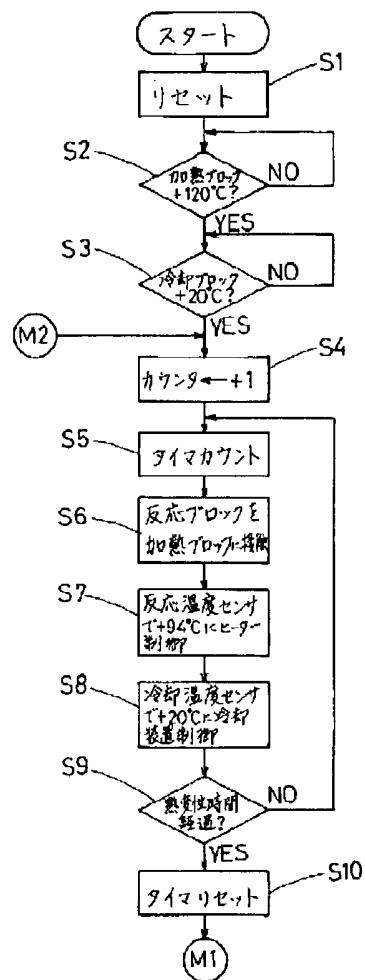 スタート
S1
リセット
S2
加熱ブロック
+120℃?
NO
YES
S3
冷却ブロック
+20℃?
NO
YES
M2
S4
カウンタ←+1
S5
タイマカウント
S6
反応ブロックを
加熱ブロックに接触
S7
反応温度センサ
で+94℃にヒーター
制御
S8
冷却温度センサ
で+20℃に冷却
装置制御
S9
熱変性時間
経過?
NO
YES
S10
タイマリセット
M1